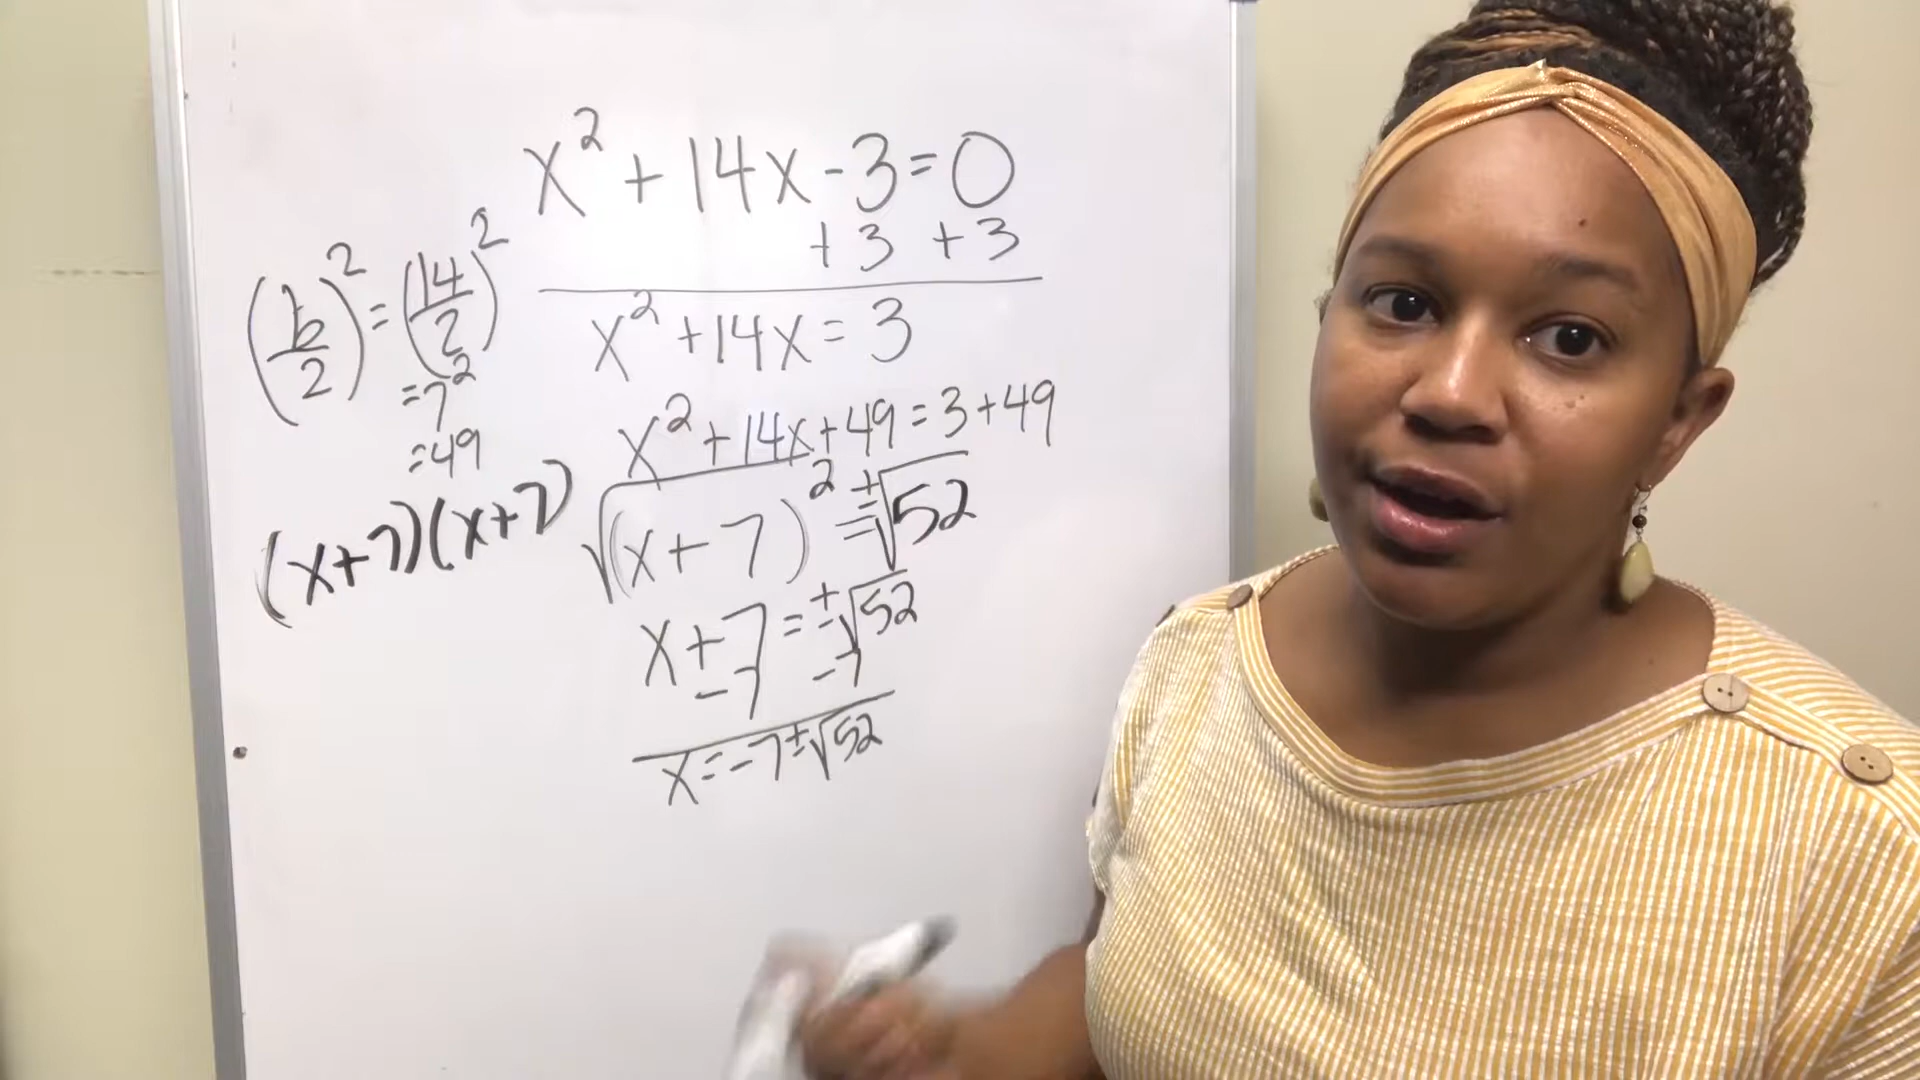 x² + 14x - 3 = 0
+3 +3
x² + 14x = 3
(b/2)² = (14/2)²
= 7²
= 49
x² + 14x + 49 = 3 + 49
(x+7)(x+7)
√(x+7)² = ±√52
x + 7 = ±√52
-7 -7
x = -7 ± √52